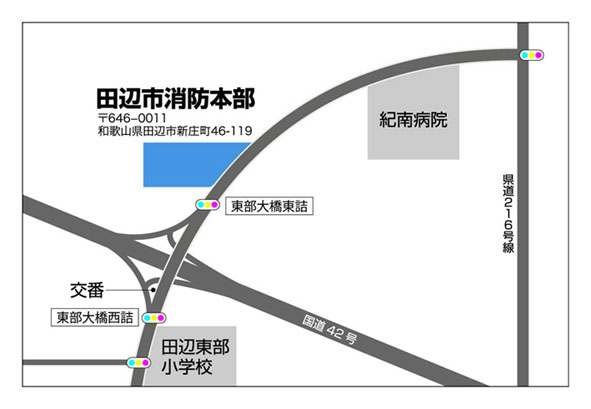 田辺市消防本部
〒646-0011
和歌山県田辺市新庄町46-119
紀南病院
県道216号線
東部大橋東詰
交番
東部大橋西詰
国道42号
田辺東部
小学校